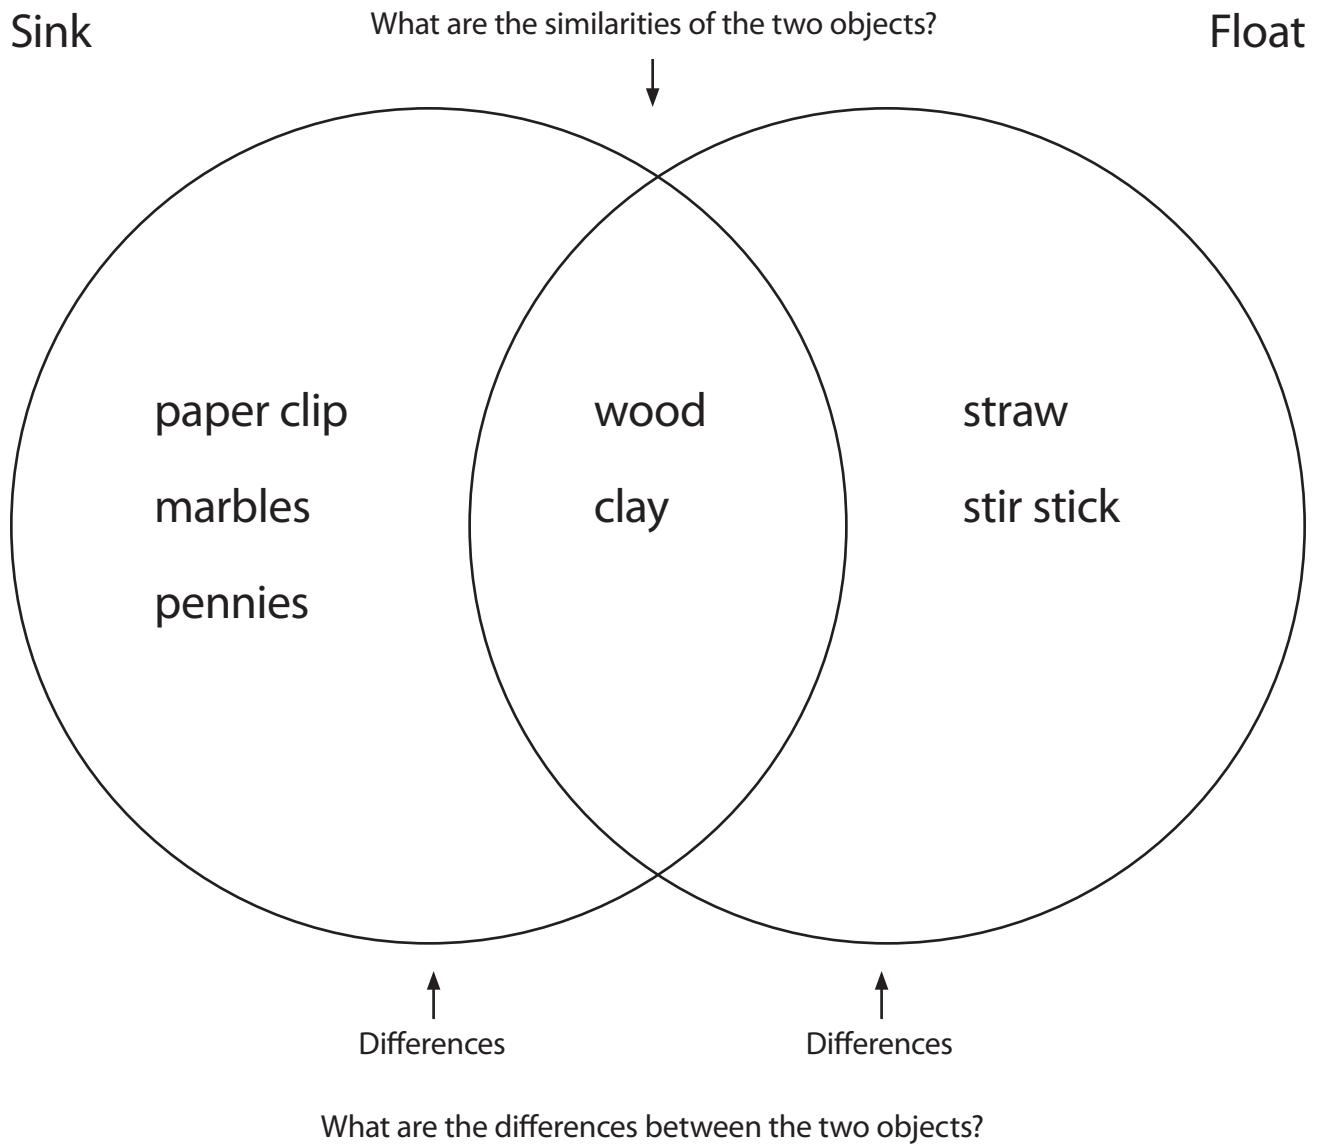 Sink
What are the similarities of the two objects?
Float
paper clip
marbles
pennies
wood
clay
straw
stir stick
Differences
Differences
What are the differences between the two objects?